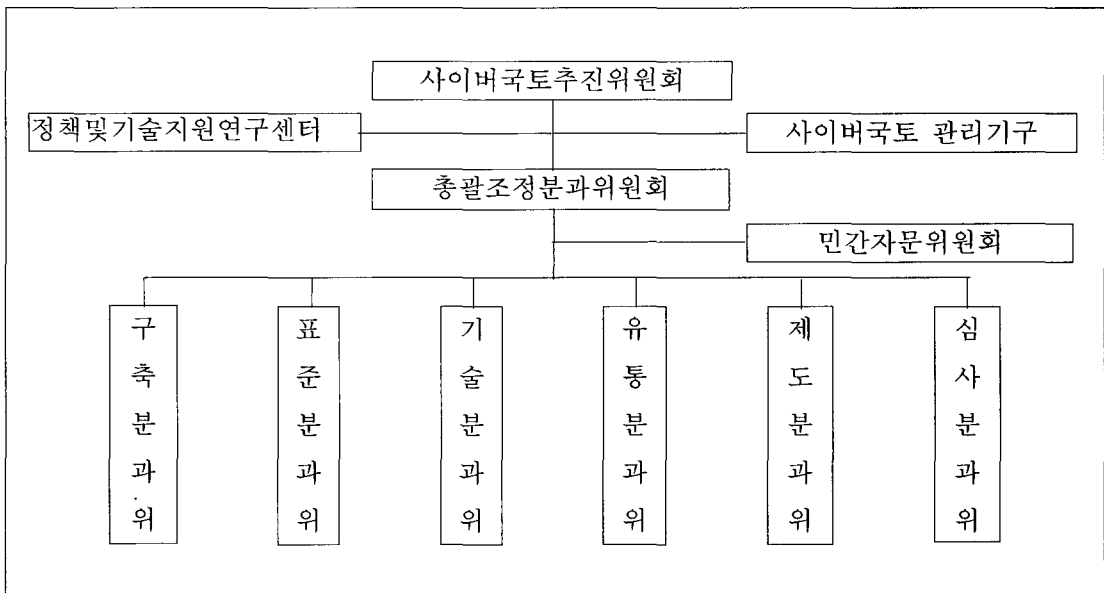 사이버국토추진위원회
정책및기술지원연구센터
사이버국토 관리기구
총괄조정분과위원회
민간자문위원회
구축분과위
표준분과위
기술분과위
유통분과위
제도분과위
심사분과위